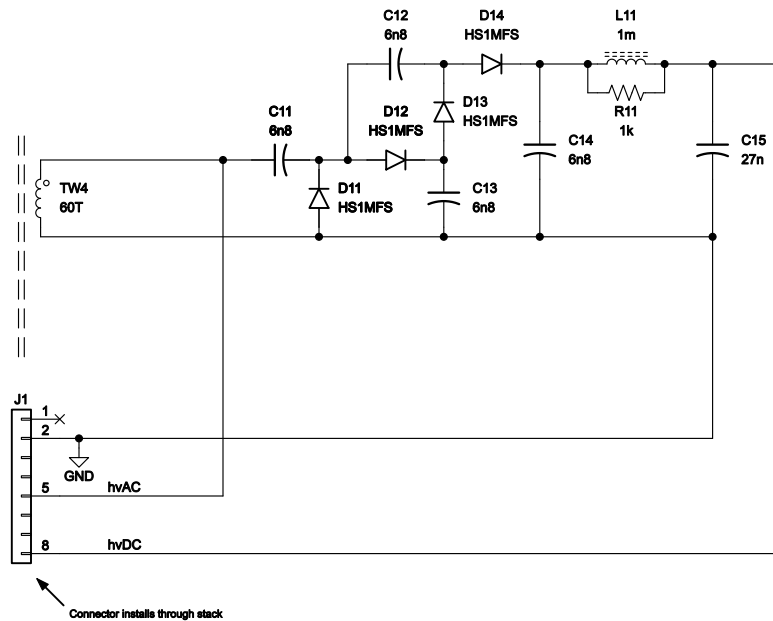 C12
6n8
D14
HS1MFS
L11
1m
R11
1k
C11
6n8
D12
HS1MFS
D13
HS1MFS
C14
6n8
C15
27n
TW4
60T
D11
HS1MFS
C13
6n8
J1
1
2
GND
5 hvAC
8 hvDC
Connector installs through stack